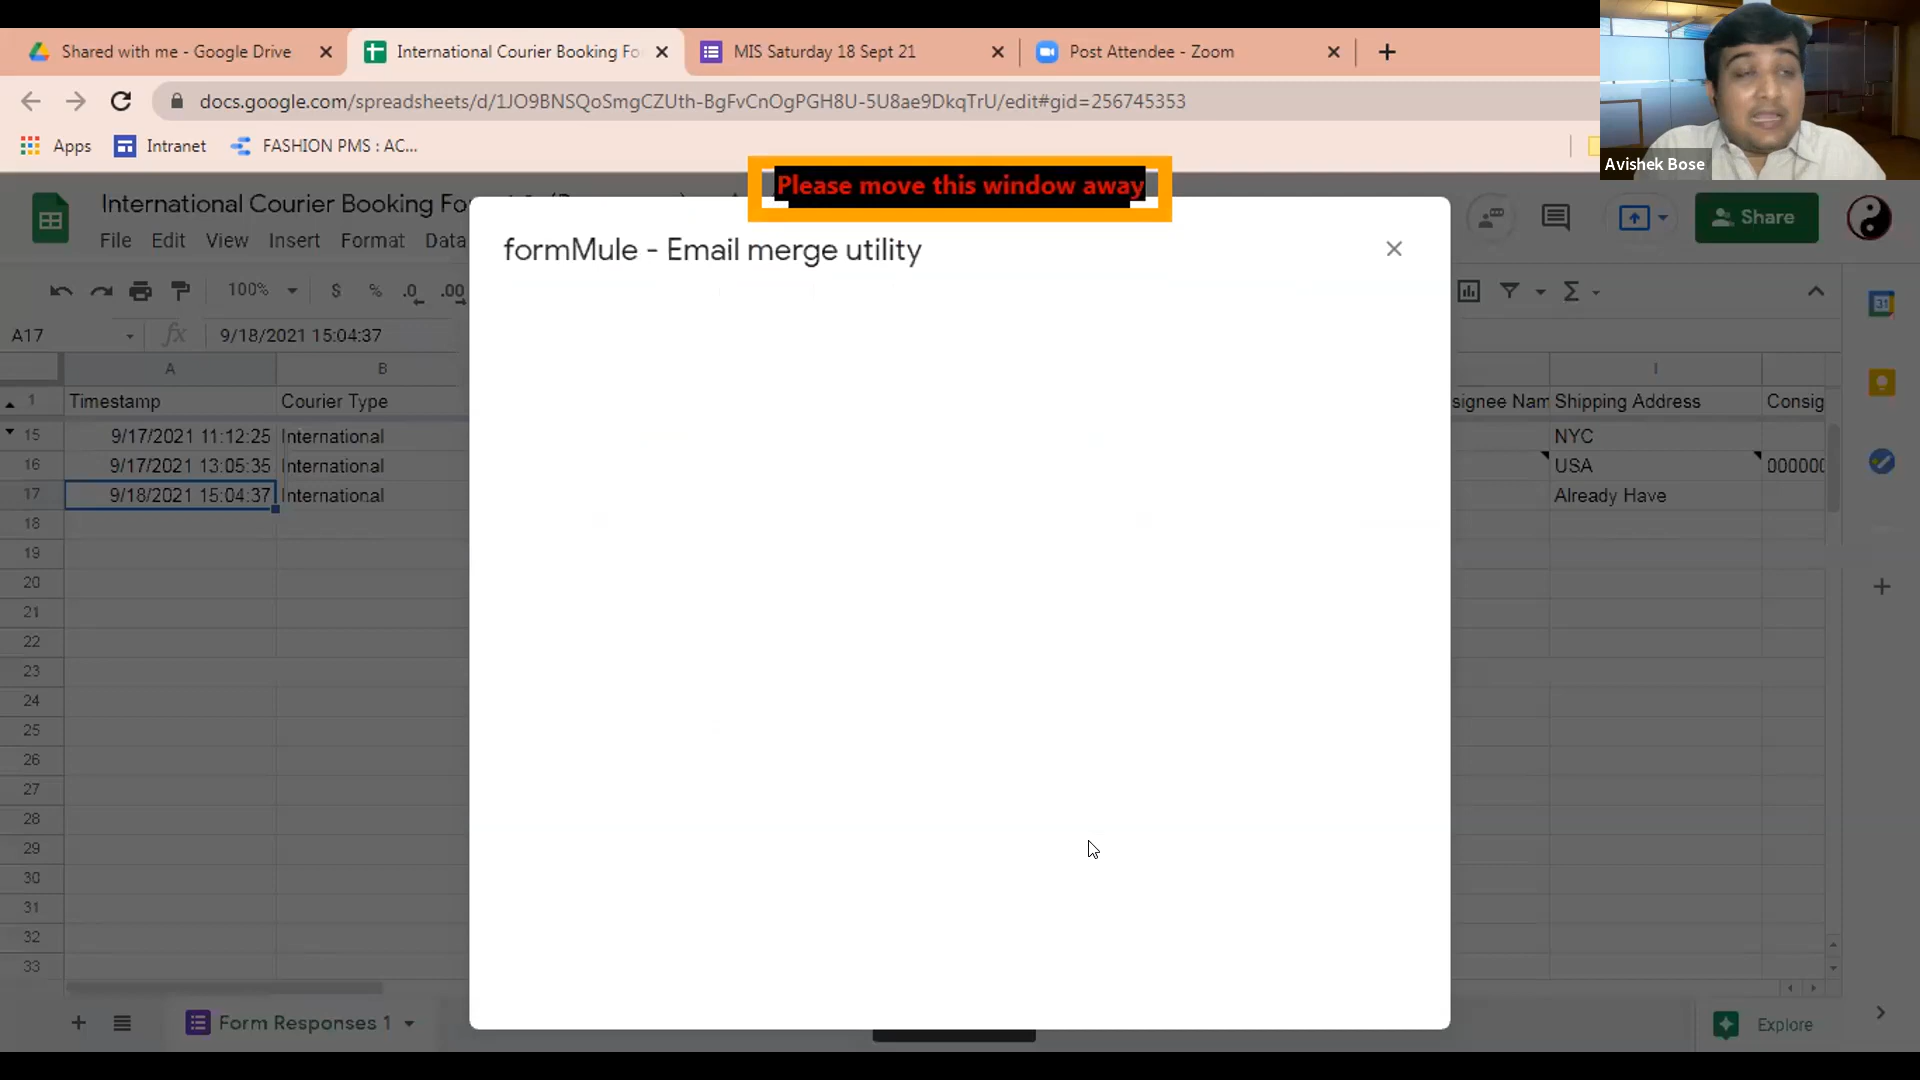 Shared with me - Google Drive
International Courier Booking Fo
MIS Saturday 18 Sept 21
Post Attendee - Zoom
docs.google.com/spreadsheets/d/1JO9BNSQoSmgCZUth-BgFvCnOgPGH8U-5U8ae9DkqTrU/edit#gid=256745353
Apps
Intranet
FASHION PMS : AC...
Avishek Bose
Please move this window away
International Courier Booking Fo
Share
File Edit View Insert Format Data
formMule - Email merge utility
100%
$ % .0 .00
Σ
31
A17
fx
9/18/2021 15:04:37
A B I
1 Timestamp Courier Type signee Nam Shipping Address Consig
15 9/17/2021 11:12:25 International NYC
16 9/17/2021 13:05:35 International USA 000000
17 9/18/2021 15:04:37 International Already Have
18
19
20
21
22
23
24
25
26
27
28
29
30
31
32
33
Form Responses 1
Explore